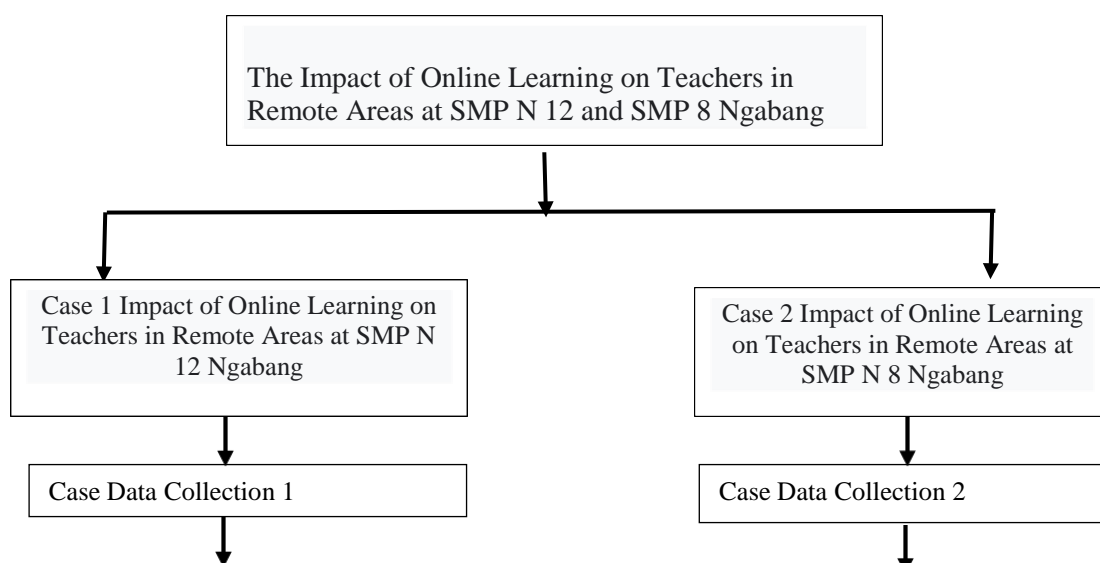 The Impact of Online Learning on Teachers in
Remote Areas at SMP N 12 and SMP 8 Ngabang
Case 1 Impact of Online Learning on
Teachers in Remote Areas at SMP N
12 Ngabang
Case 2 Impact of Online Learning
on Teachers in Remote Areas at
SMP N 8 Ngabang
Case Data Collection 1
Case Data Collection 2